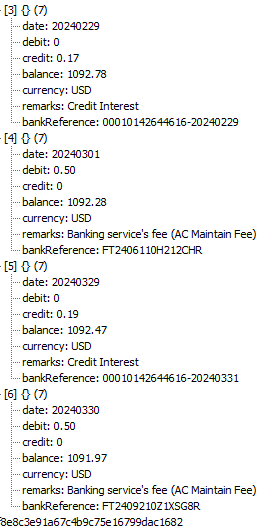 [3] {} (7)
date: 20240229
debit: 0
credit: 0.17
balance: 1092.78
currency: USD
remarks: Credit Interest
bankReference: 00010142644616-20240229
[4] {} (7)
date: 20240301
debit: 0.50
credit: 0
balance: 1092.28
currency: USD
remarks: Banking service's fee (AC Maintain Fee)
bankReference: FT2406110H212CHR
[5] {} (7)
date: 20240329
debit: 0
credit: 0.19
balance: 1092.47
currency: USD
remarks: Credit Interest
bankReference: 00010142644616-20240331
[6] {} (7)
date: 20240330
debit: 0.50
credit: 0
balance: 1091.97
currency: USD
remarks: Banking service's fee (AC Maintain Fee)
bankReference: FT2409210Z1XSG8R
f8e8c3e91a67c4b9c75e16799dac1682